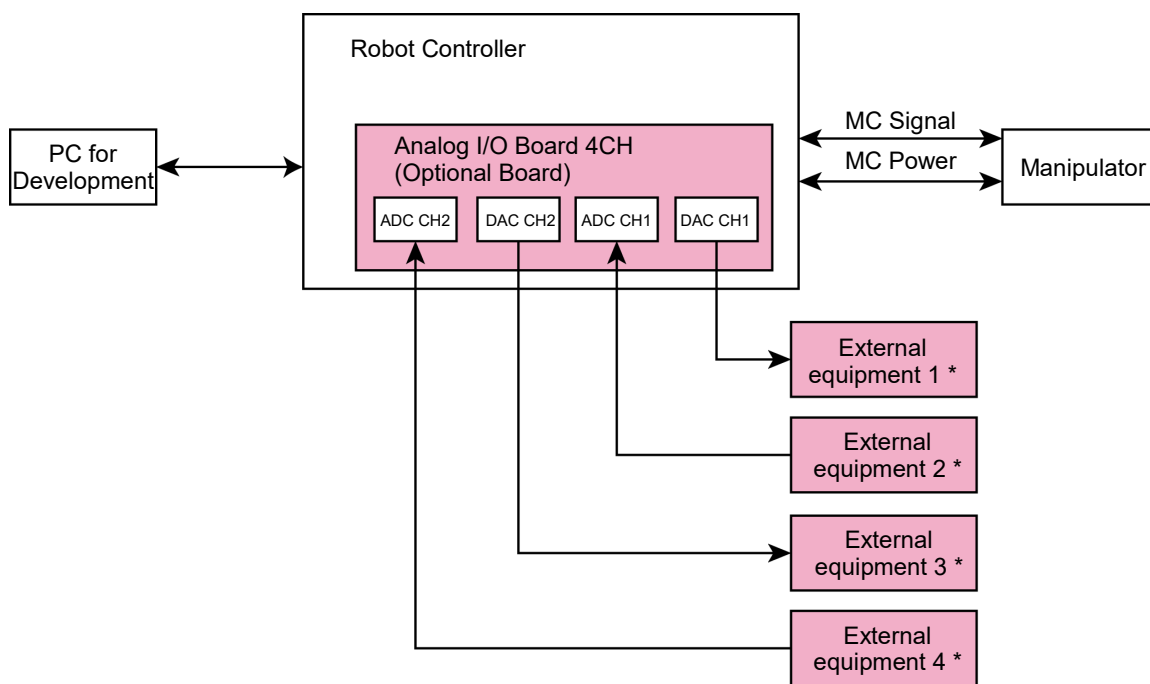 Robot Controller
PC for
Development
Analog I/O Board 4CH
(Optional Board)
ADC CH2
DAC CH2
ADC CH1
DAC CH1
MC Signal
MC Power
Manipulator
External
equipment 1 *
External
equipment 2 *
External
equipment 3 *
External
equipment 4 *